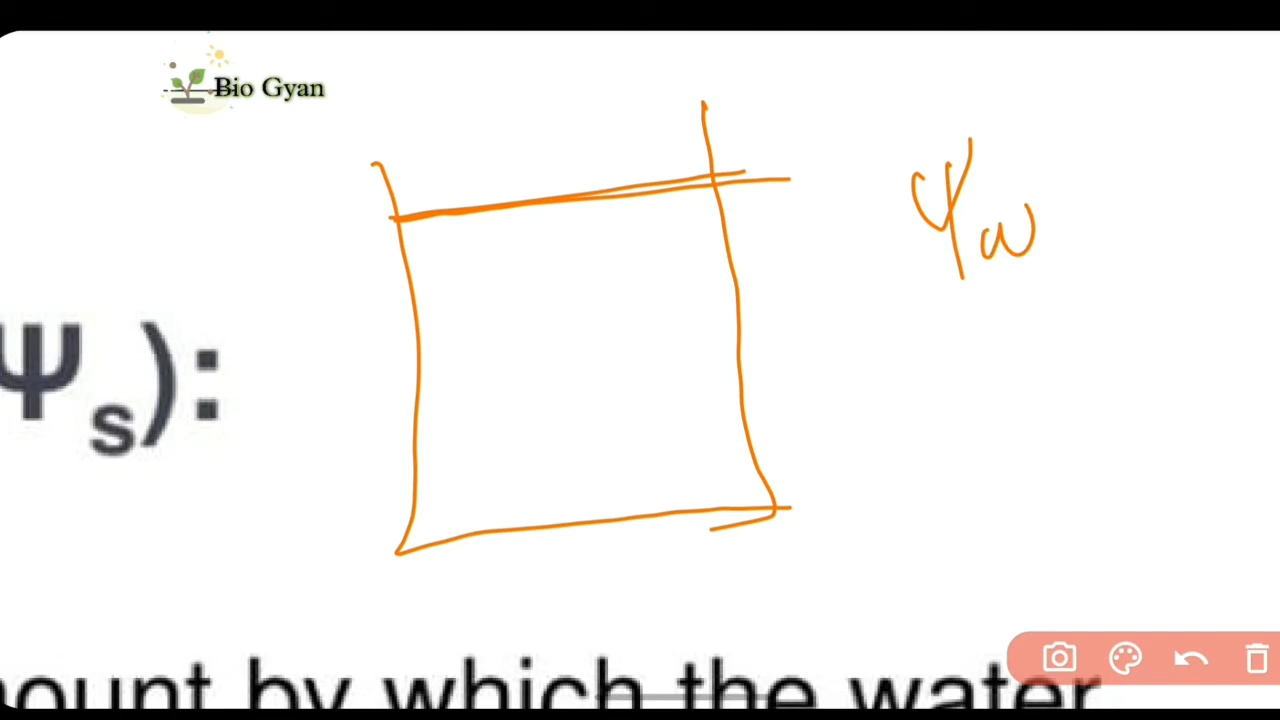 Bio Gyan
Ψw
Ψs):
ount by which the water